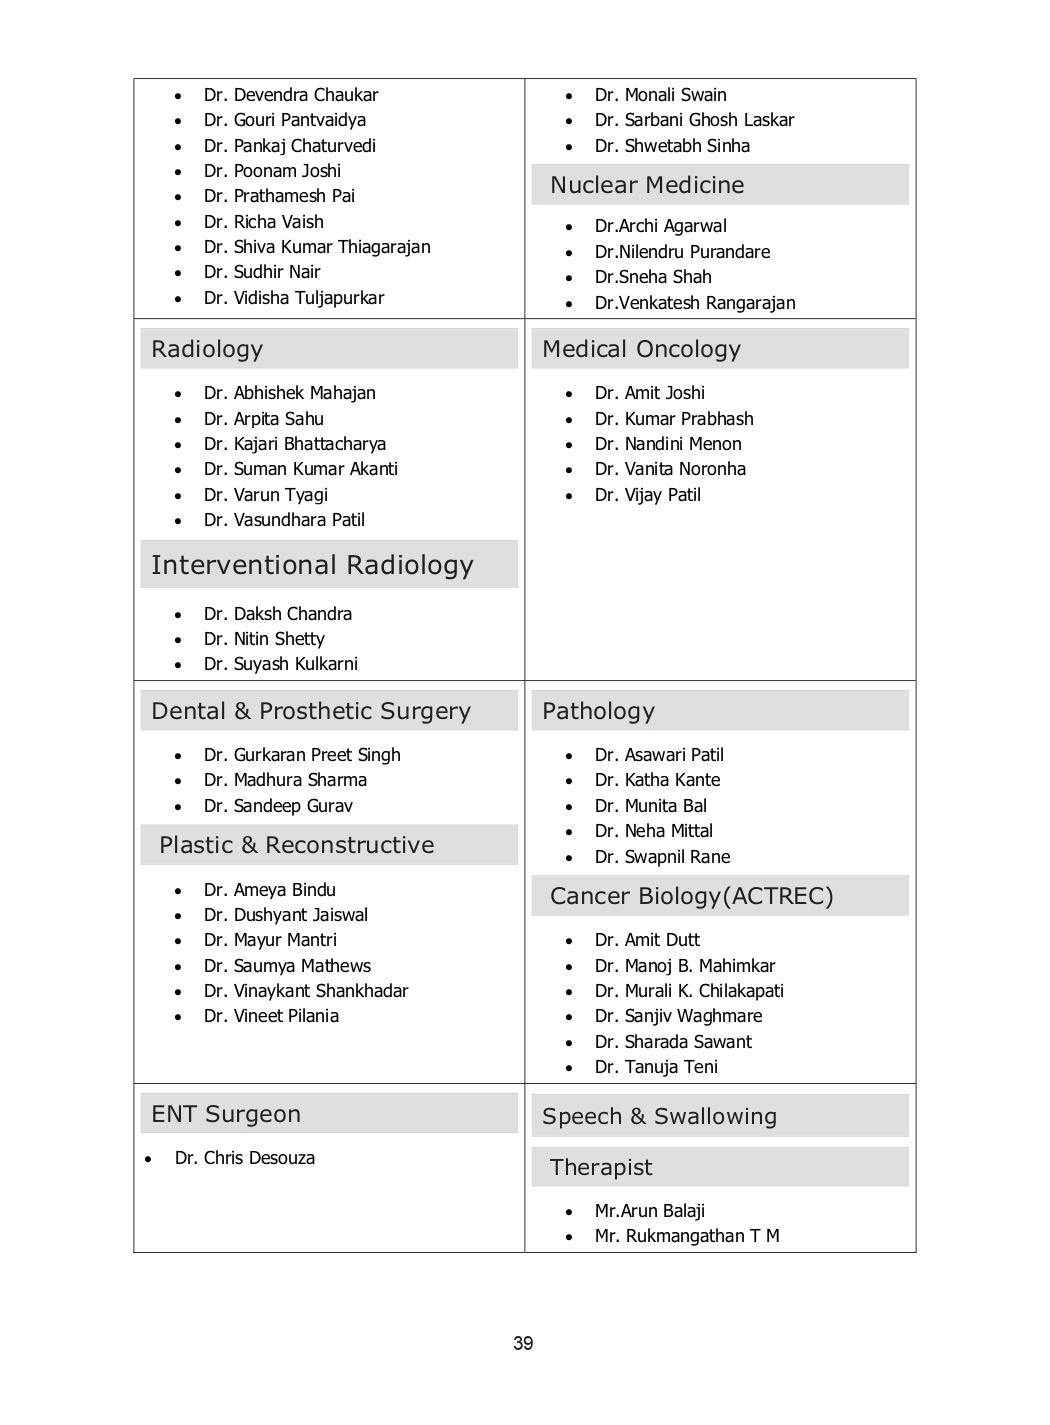 Dr. Devendra Chaukar
Dr. Gouri Pantvaidya
Dr. Pankaj Chaturvedi
Dr. Poonam Joshi
Dr. Prathamesh Pai
Dr. Richa Vaish
Dr. Shiva Kumar Thiagarajan
Dr. Sudhir Nair
Dr. Vidisha Tuljapurkar
Dr. Monali Swain
Dr. Sarbani Ghosh Laskar
Dr. Shwetabh Sinha
Nuclear Medicine
Dr.Archi Agarwal
Dr.Nilendru Purandare
Dr.Sneha Shah
Dr.Venkatesh Rangarajan
Radiology
Dr. Abhishek Mahajan
Dr. Arpita Sahu
Dr. Kajari Bhattacharya
Dr. Suman Kumar Akanti
Dr. Varun Tyagi
Dr. Vasundhara Patil
Interventional Radiology
Dr. Daksh Chandra
Dr. Nitin Shetty
Dr. Suyash Kulkarni
Medical Oncology
Dr. Amit Joshi
Dr. Kumar Prabhash
Dr. Nandini Menon
Dr. Vanita Noronha
Dr. Vijay Patil
Dental & Prosthetic Surgery
Dr. Gurkaran Preet Singh
Dr. Madhura Sharma
Dr. Sandeep Gurav
Plastic & Reconstructive
Dr. Ameya Bindu
Dr. Dushyant Jaiswal
Dr. Mayur Mantri
Dr. Saumya Mathews
Dr. Vinaykant Shankhadar
Dr. Vineet Pilania
Pathology
Dr. Asawari Patil
Dr. Katha Kante
Dr. Munita Bal
Dr. Neha Mittal
Dr. Swapnil Rane
Cancer Biology(ACTREC)
Dr. Amit Dutt
Dr. Manoj B. Mahimkar
Dr. Murali K. Chilakapati
Dr. Sanjiv Waghmare
Dr. Sharada Sawant
Dr. Tanuja Teni
ENT Surgeon
Dr. Chris Desouza
Speech & Swallowing
Therapist
Mr.Arun Balaji
Mr. Rukmangathan T M
39